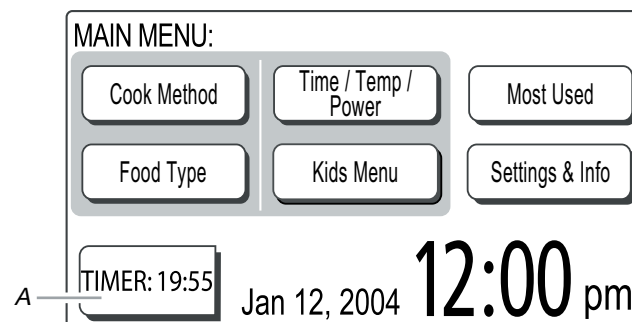 MAIN MENU:
Cook Method
Time / Temp /
Power
Most Used
Food Type
Kids Menu
Settings & Info
A
TIMER: 19:55
Jan 12, 2004
12:00 pm